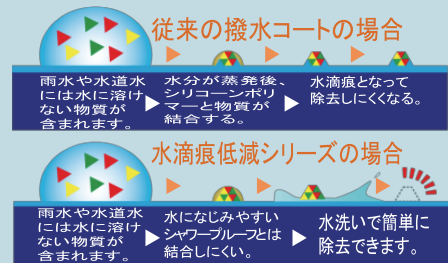 従来の撥水コートの場合
雨水や水道水
には水に溶け
ない物質が
含まれます。
水分が蒸発後、
シリコーンポリ
マーと物質が
結合する。
水滴痕となって
除去しにくくなる。
水滴痕低減シリーズの場合
雨水や水道水
には水に溶け
ない物質が
含まれます。
水になじみやすい
シャワープルーフとは
結合しにくい。
水洗いで簡単に
除去できます。